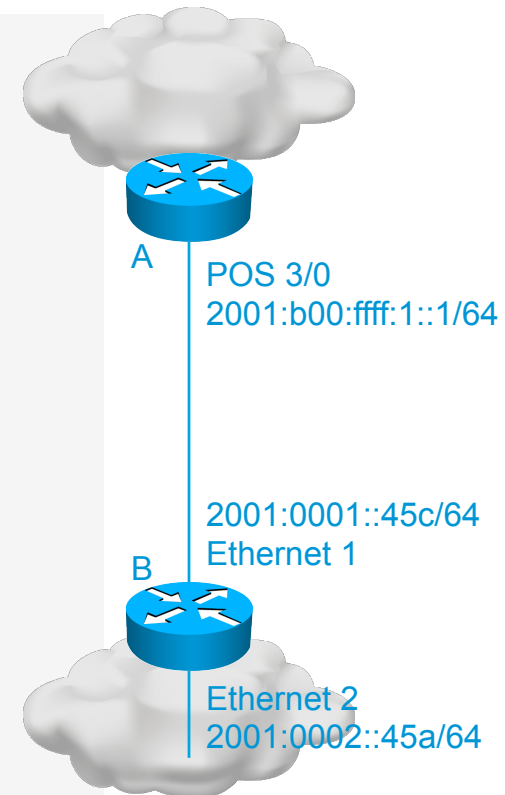 A
POS 3/0
2001:b00:ffff:1::1/64
2001:0001::45c/64
Ethernet 1
B
Ethernet 2
2001:0002::45a/64